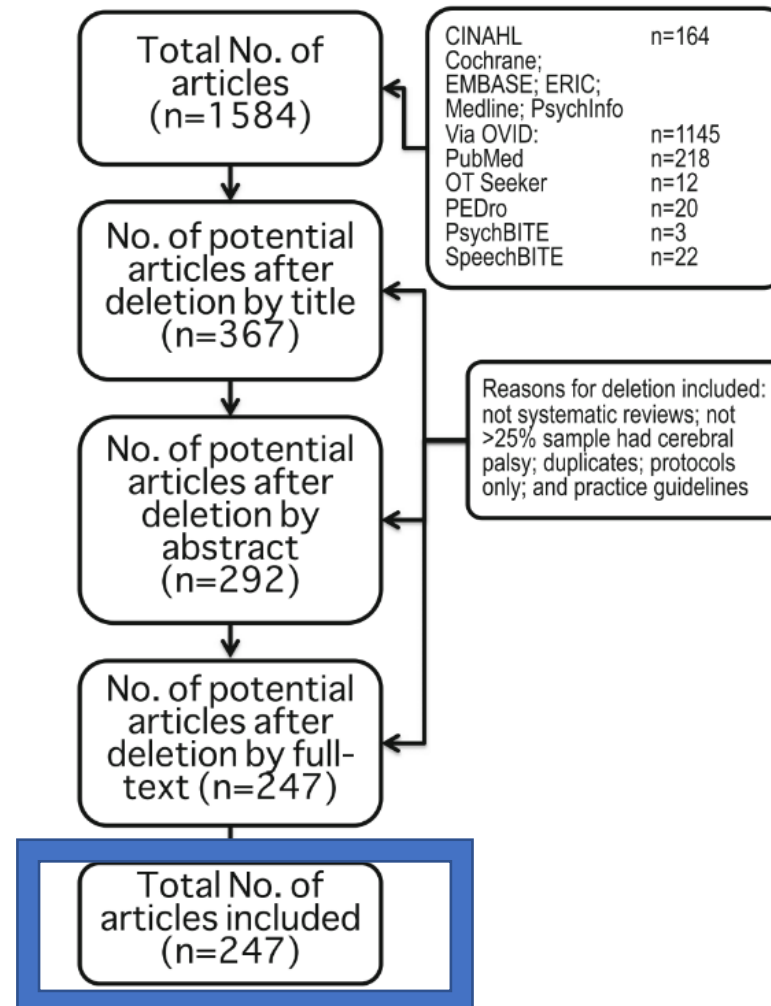 Total No. of
articles
(n=1584)
CINAHL n=164
Cochrane;
EMBASE; ERIC;
Medline; PsychInfo
Via OVID: n=1145
PubMed n=218
OT Seeker n=12
PEDro n=20
PsychBITE n=3
SpeechBITE n=22
No. of potential
articles after
deletion by title
(n=367)
Reasons for deletion included:
not systematic reviews; not
>25% sample had cerebral
palsy; duplicates; protocols
only; and practice guidelines
No. of potential
articles after
deletion by
abstract
(n=292)
No. of potential
articles after
deletion by full-
text (n=247)
Total No. of
articles included
(n=247)